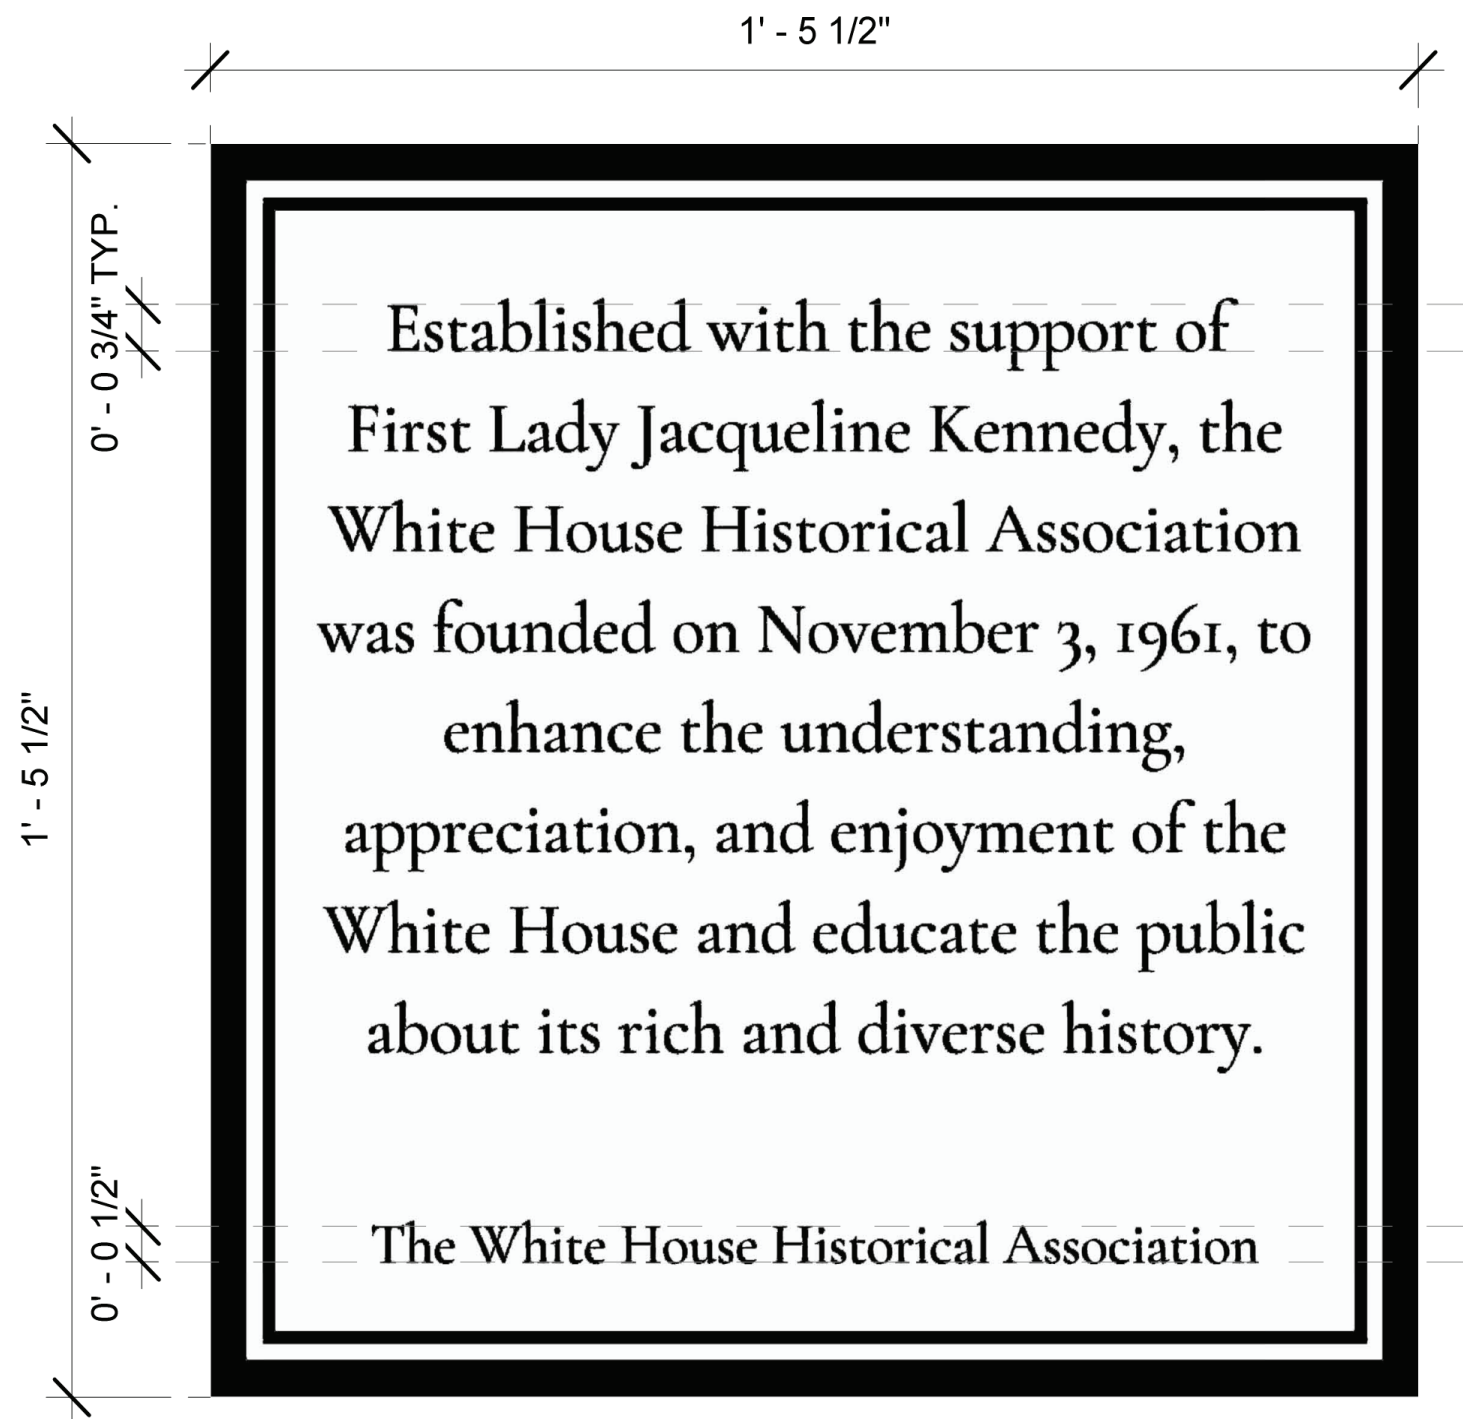 1' - 5 1/2"
0' - 0 3/4" TYP.
1' - 5 1/2"
Established with the support of
First Lady Jacqueline Kennedy, the
White House Historical Association
was founded on November 3, 1961, to
enhance the understanding,
appreciation, and enjoyment of the
White House and educate the public
about its rich and diverse history.
0' - 0 1/2"
The White House Historical Association